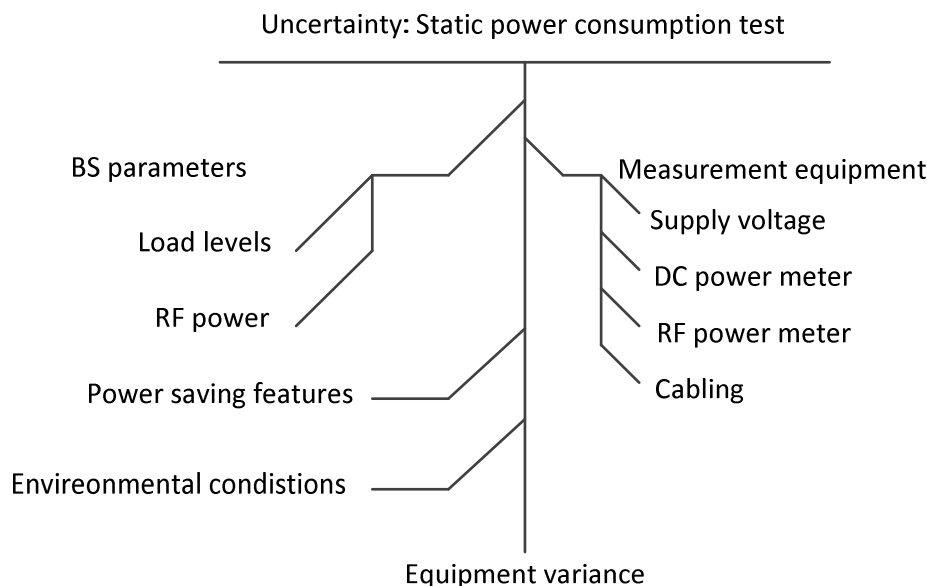 Uncertainty: Static power consumption test
BS parameters
Load levels
RF power
Power saving features
Envireonmental condistions
Measurement equipment
Supply voltage
DC power meter
RF power meter
Cabling
Equipment variance